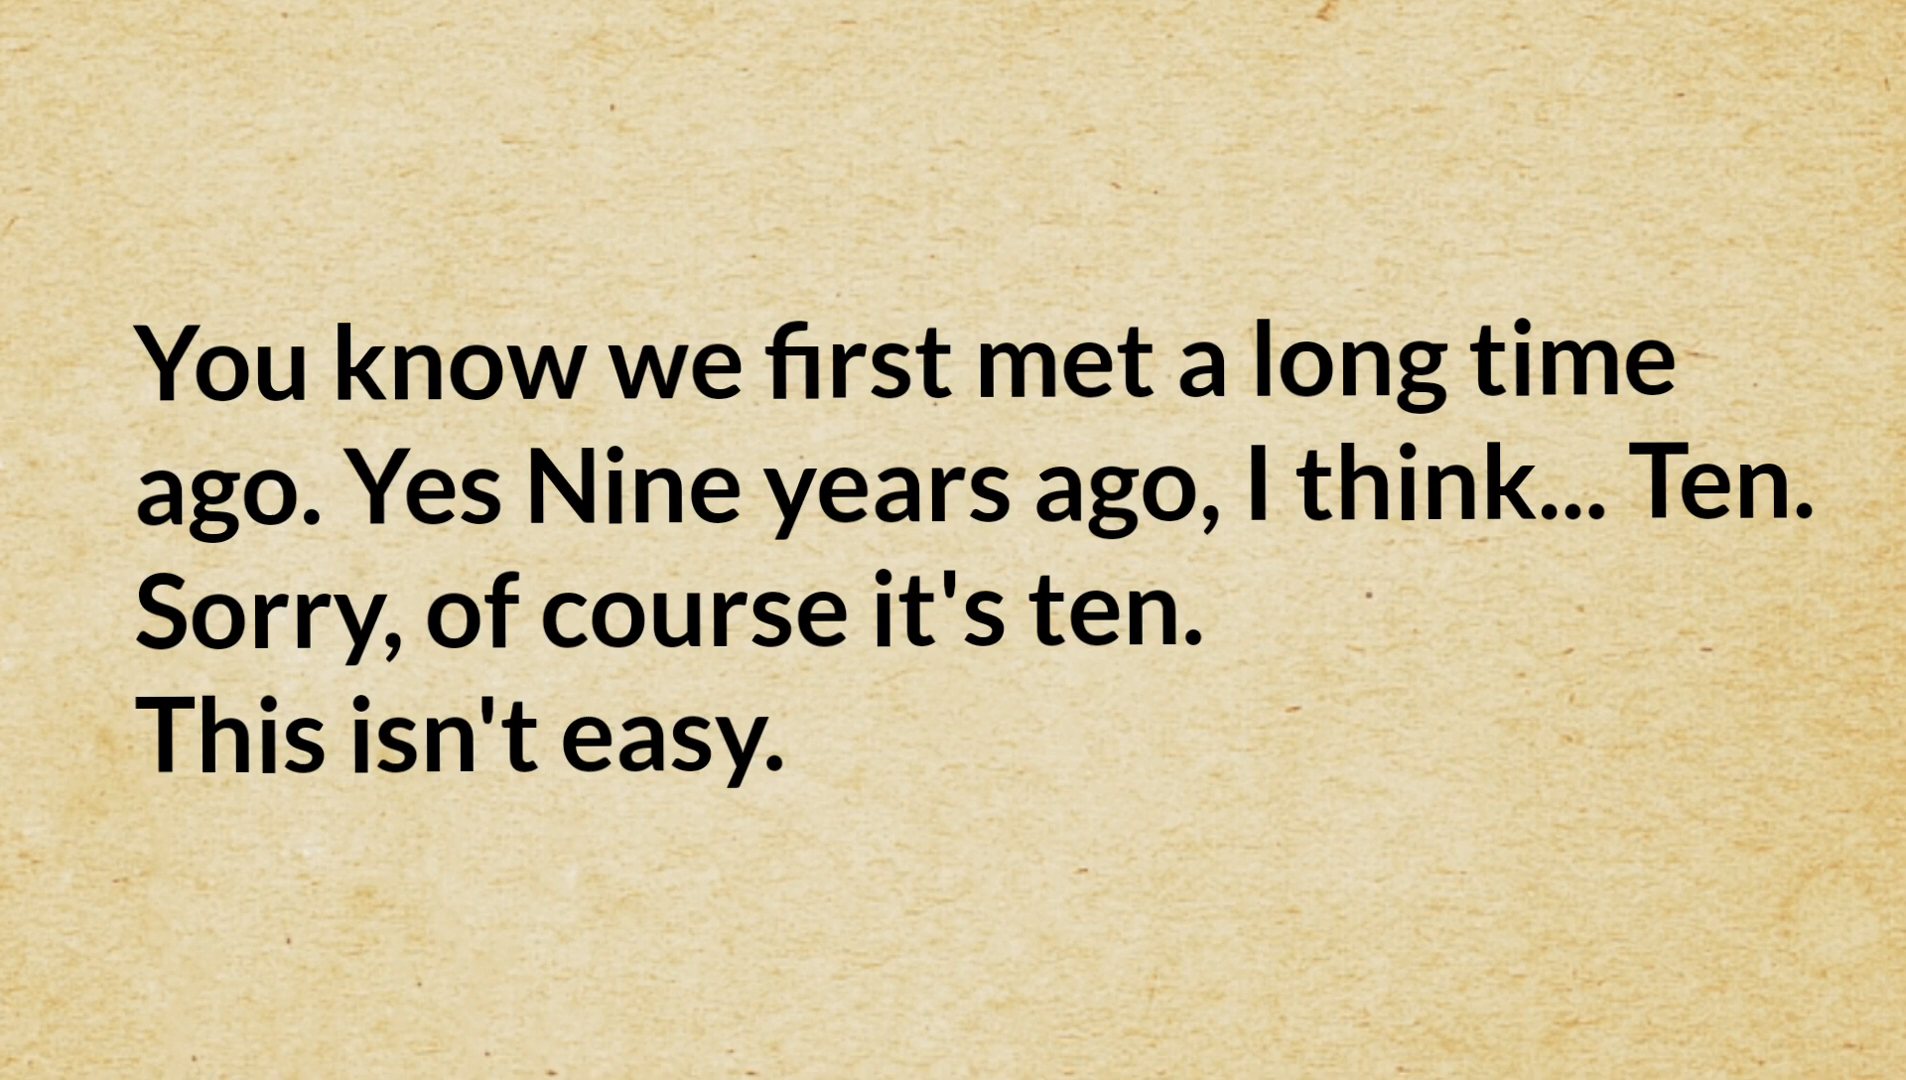 You know we first met a long time
ago. Yes Nine years ago, I think... Ten.
Sorry, of course it's ten.
This isn't easy.